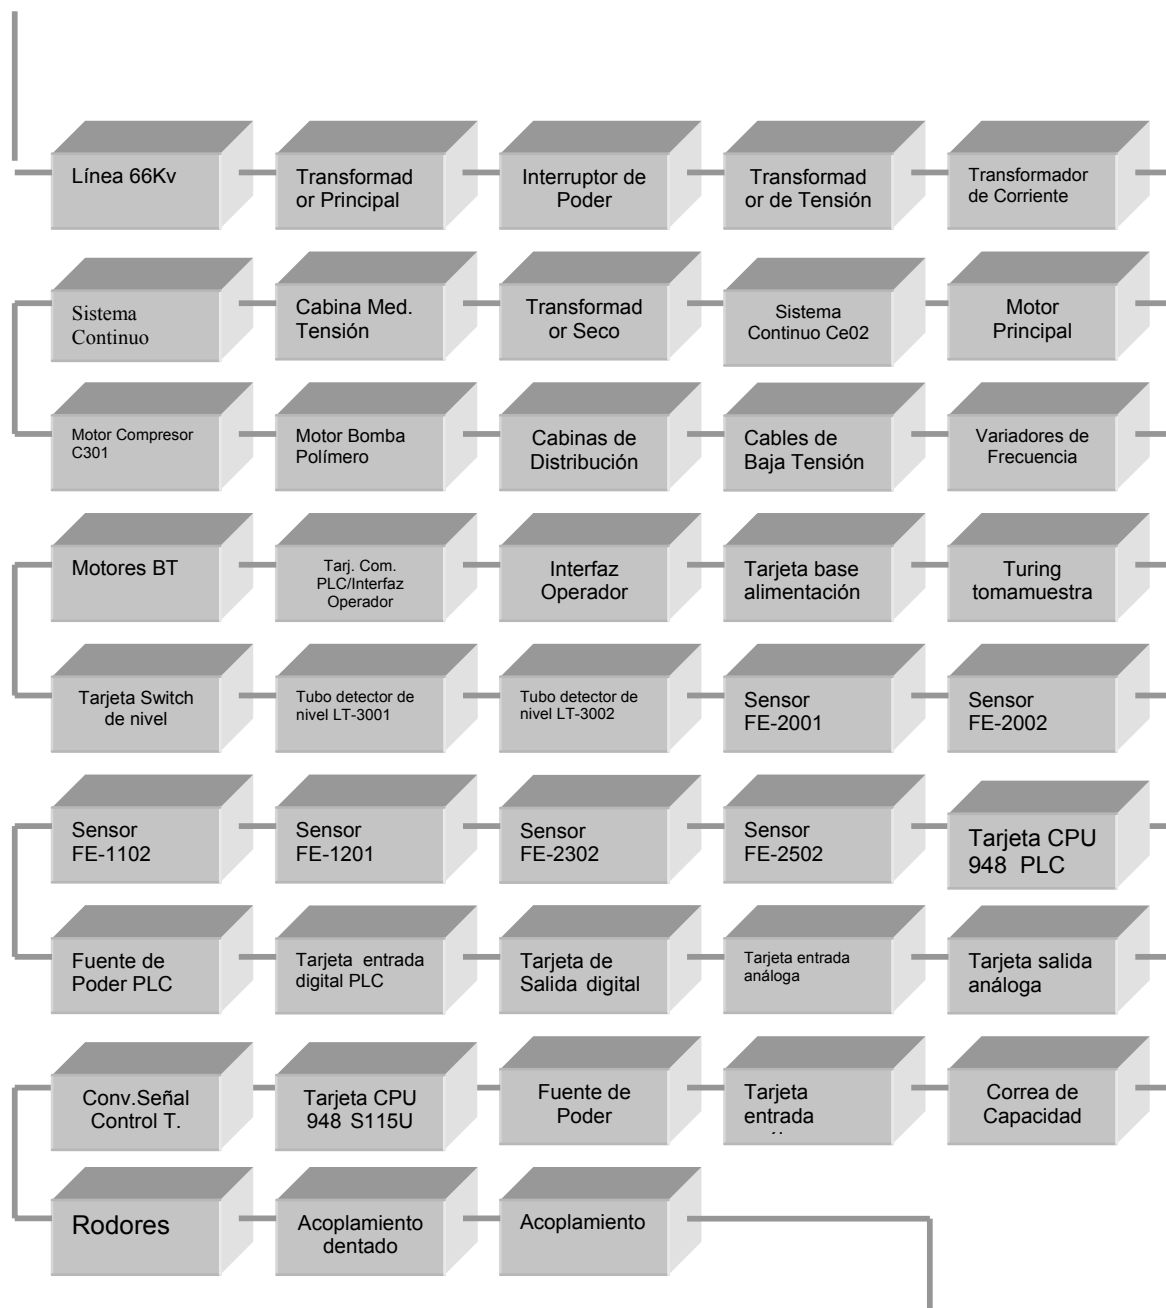 Línea 66Kv
Transformad
or Principal
Interruptor de
Poder
Transformad
or de Tensión
Transformador
de Corriente
Sistema
Continuo
Cabina Med.
Tensión
Transformad
or Seco
Sistema
Continuo Ce02
Motor
Principal
Motor Compresor
C301
Motor Bomba
Polímero
Cabinas de
Distribución
Cables de
Baja Tensión
Variadores de
Frecuencia
Motores BT
Tarj. Com.
PLC/Interfaz
Operador
Interfaz
Operador
Tarjeta base
alimentación
Turing
tomamuestra
Tarjeta Switch
de nivel
Tubo detector de
nivel LT-3001
Tubo detector de
nivel LT-3002
Sensor
FE-2001
Sensor
FE-2002
Sensor
FE-1102
Sensor
FE-1201
Sensor
FE-2302
Sensor
FE-2502
Tarjeta CPU
948 PLC
Fuente de
Poder PLC
Tarjeta entrada
digital PLC
Tarjeta de
Salida digital
Tarjeta entrada
análoga
Tarjeta salida
análoga
Conv.Señal
Control T.
Tarjeta CPU
948 S115U
Fuente de
Poder
Tarjeta
entrada
Correa de
Capacidad
Rodores
Acoplamiento
dentado
Acoplamiento